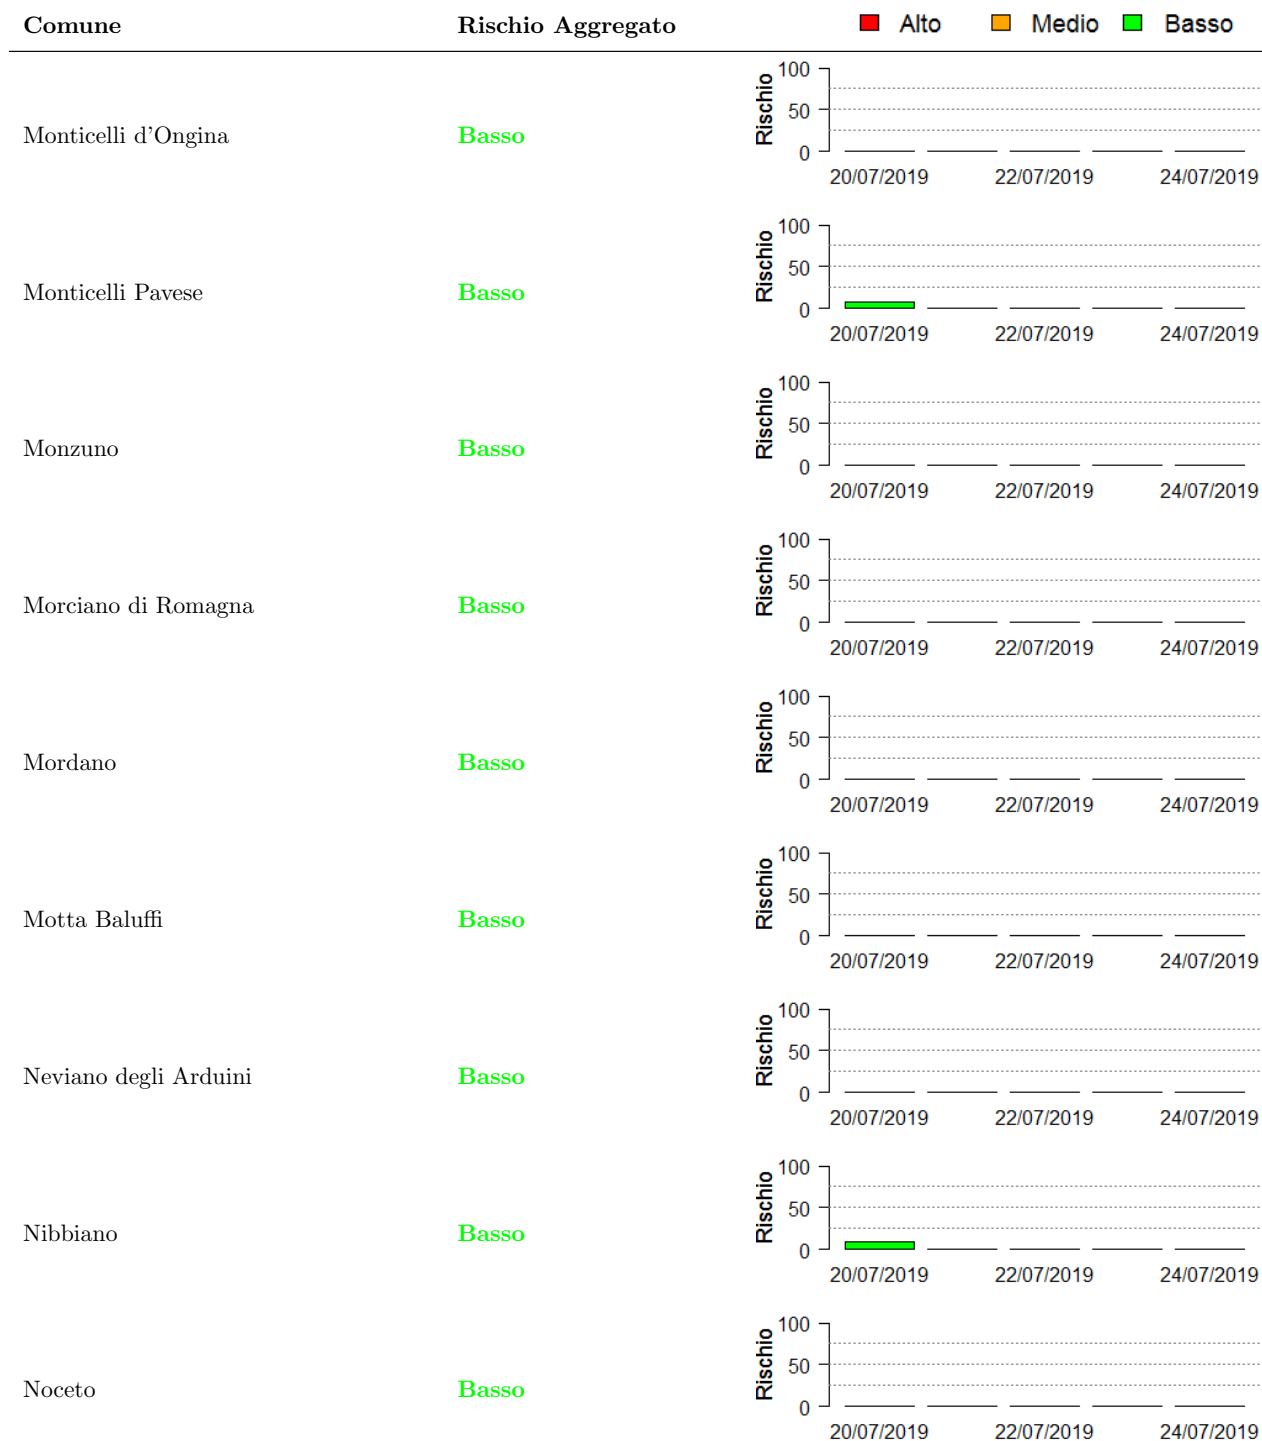 Comune Rischio Aggregato Alto Medio Basso
100
50
0
Rischio
Monticelli d'Ongina Basso
20/07/2019 22/07/2019 24/07/2019
100
50
0
Rischio
Monticelli Pavese Basso
20/07/2019 22/07/2019 24/07/2019
100
50
0
Rischio
Monzuno Basso
20/07/2019 22/07/2019 24/07/2019
100
50
0
Rischio
Morciano di Romagna Basso
20/07/2019 22/07/2019 24/07/2019
100
50
0
Rischio
Mordano Basso
20/07/2019 22/07/2019 24/07/2019
100
50
0
Rischio
Motta Baluffi Basso
20/07/2019 22/07/2019 24/07/2019
100
50
0
Rischio
Neviano degli Arduini Basso
20/07/2019 22/07/2019 24/07/2019
100
50
0
Rischio
Nibbiano Basso
20/07/2019 22/07/2019 24/07/2019
100
50
0
Rischio
Noceto Basso
20/07/2019 22/07/2019 24/07/2019